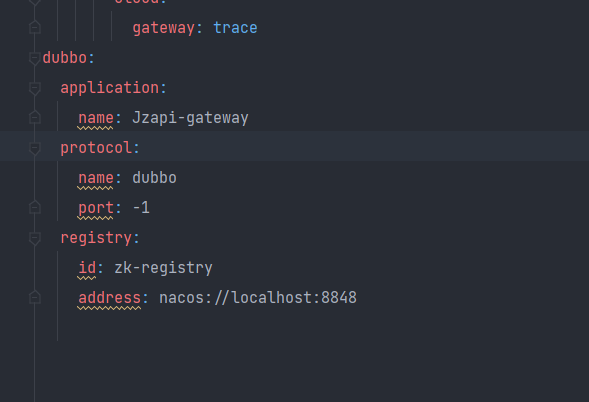 gateway: trace
dubbo:
application:
name: Jzapi-gateway
protocol:
name: dubbo
port: -1
registry:
id: zk-registry
address: nacos://localhost:8848